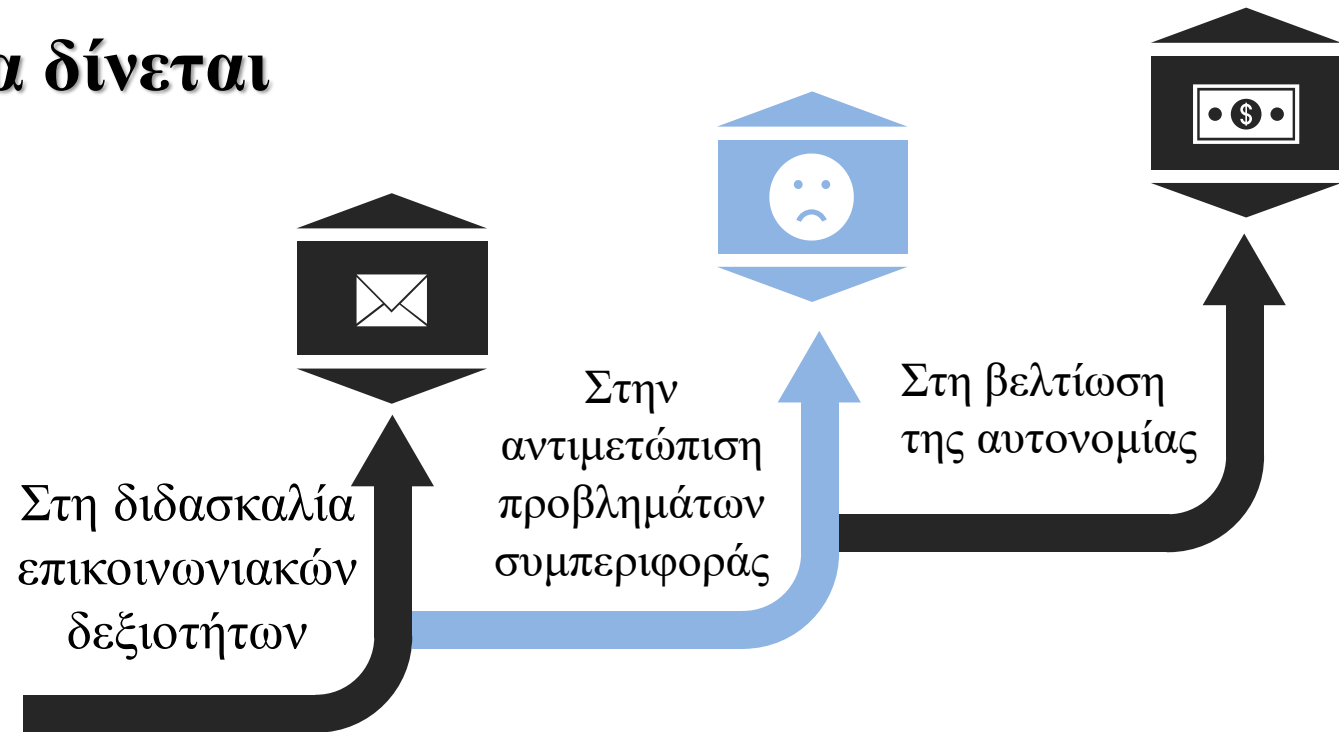 α δίνεται
Στη διδασκαλία
επικοινωνιακών
δεξιοτήτων
Στην
αντιμετώπιση
προβλημάτων
συμπεριφοράς
Στη βελτίωση
της αυτονομίας
$